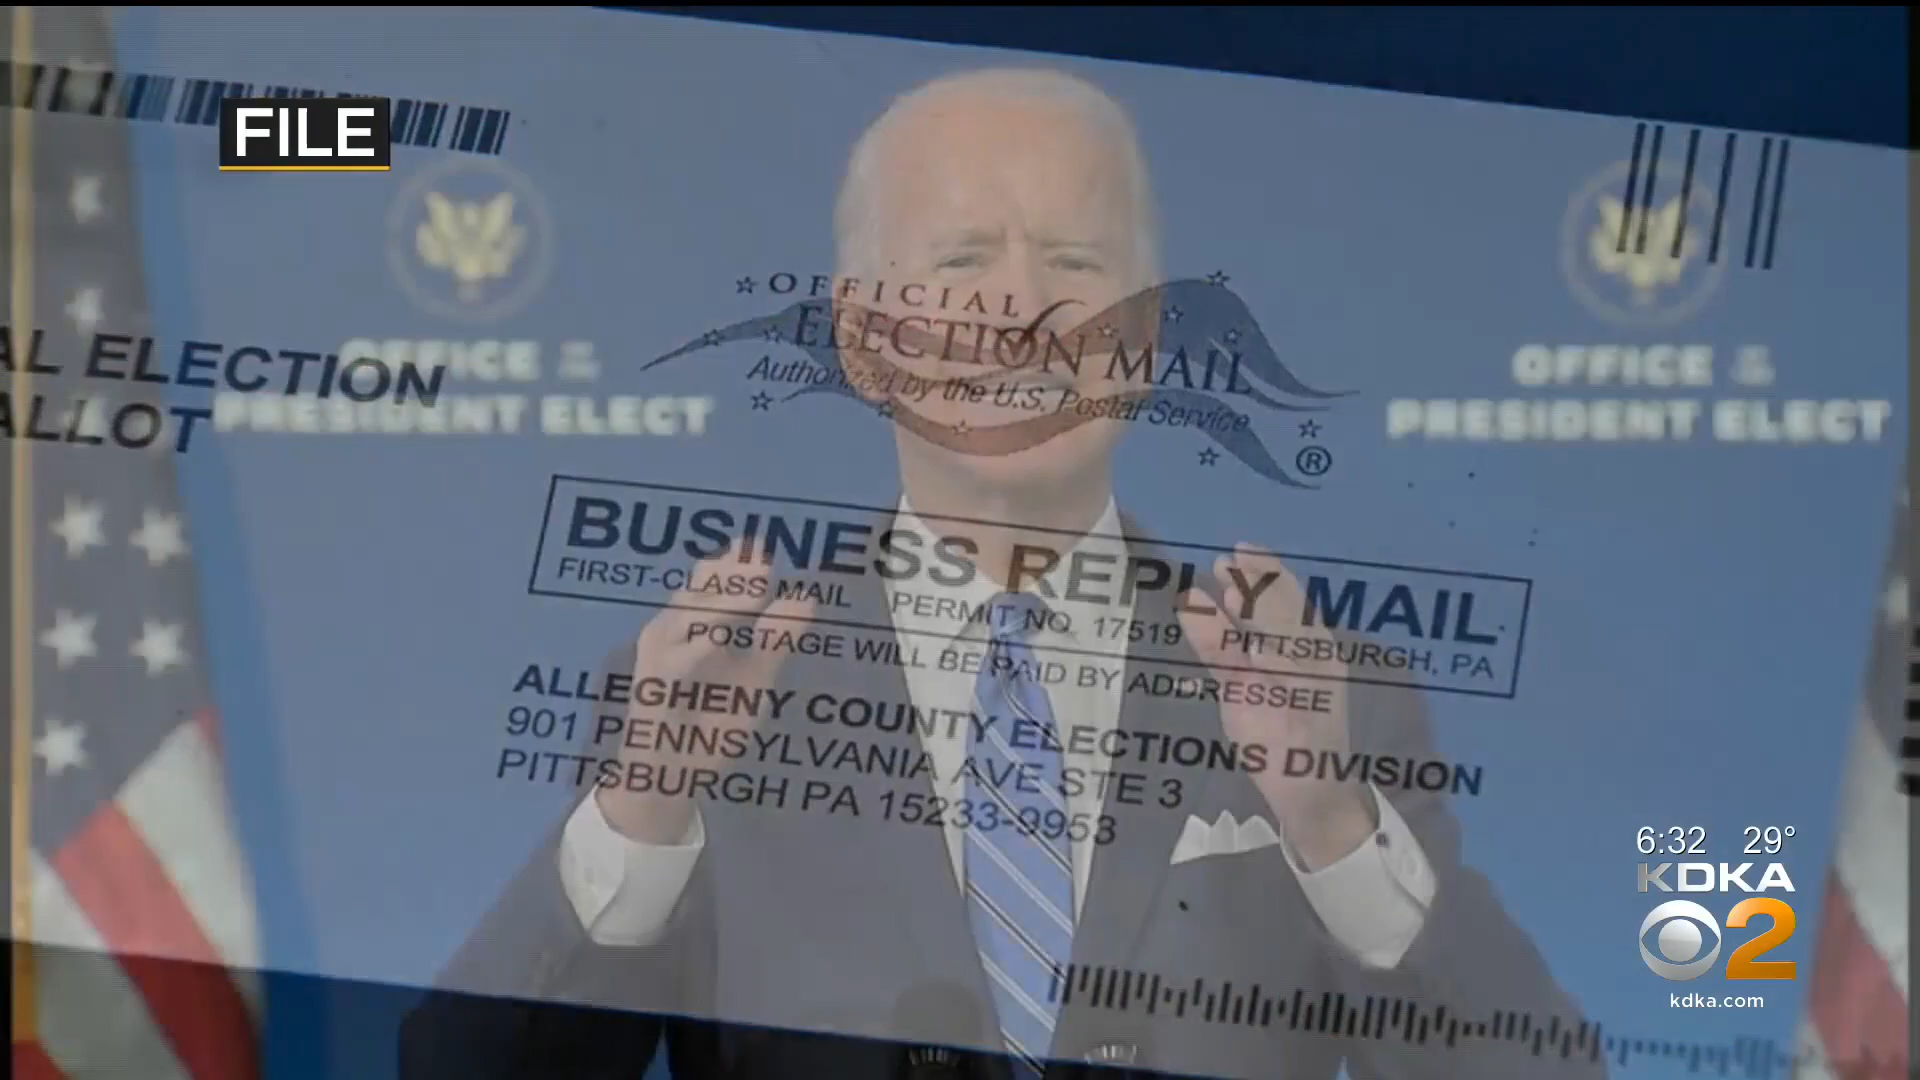 FILE
OFFICE OF THE
PRESIDENT ELECT
OFFICE OF THE
PRESIDENT ELECT
AL ELECTION
ALLOT
OFFICIAL
ELECTION MAIL
Authorized by the U.S. Postal Service
®
BUSINESS REPLY MAIL
FIRST-CLASS MAIL PERMIT NO. 17519 PITTSBURGH, PA
POSTAGE WILL BE PAID BY ADDRESSEE
ALLEGHENY COUNTY ELECTIONS DIVISION
901 PENNSYLVANIA AVE STE 3
PITTSBURGH PA 15233-9953
6:32 29°
KDKA
2
kdka.com